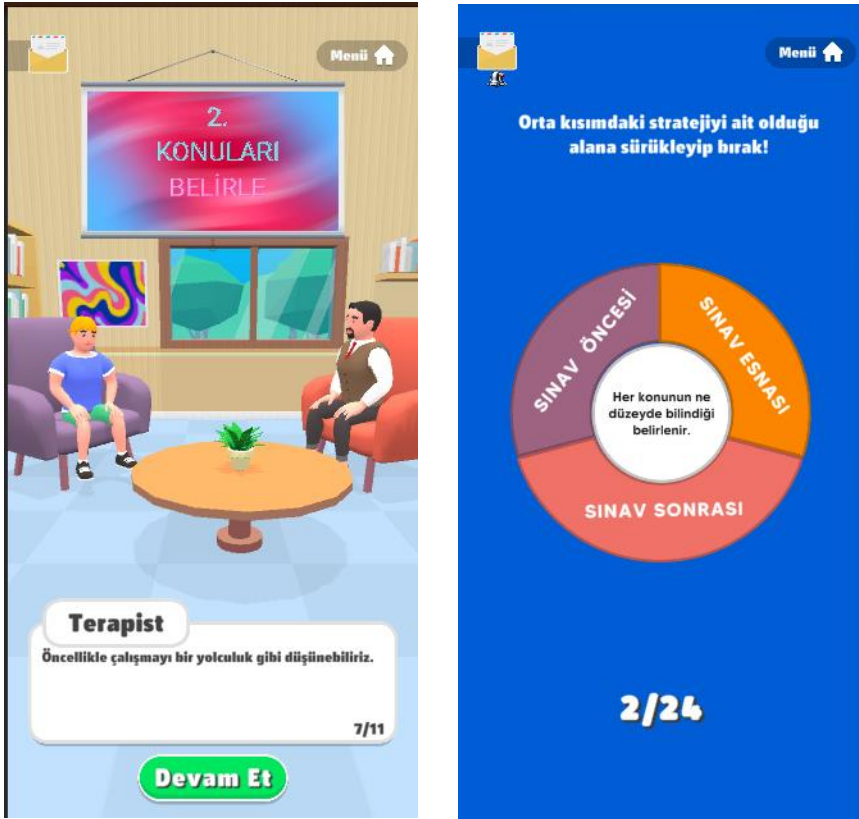 Menü
2.
KONULARI
BELİRLE
Terapist
Öncellikle çalışmayı bir yolculuk gibi düşünebiliriz.
7/11
Devam Et
Menü
Orta kısımdaki stratejiyi ait olduğu
alana sürükleyip bırak!
SINAV ÖNCESİ
SINAV ESNASI
Her konunun ne
düzeyde bilindiği
belirlenir.
SINAV SONRASI
2/24